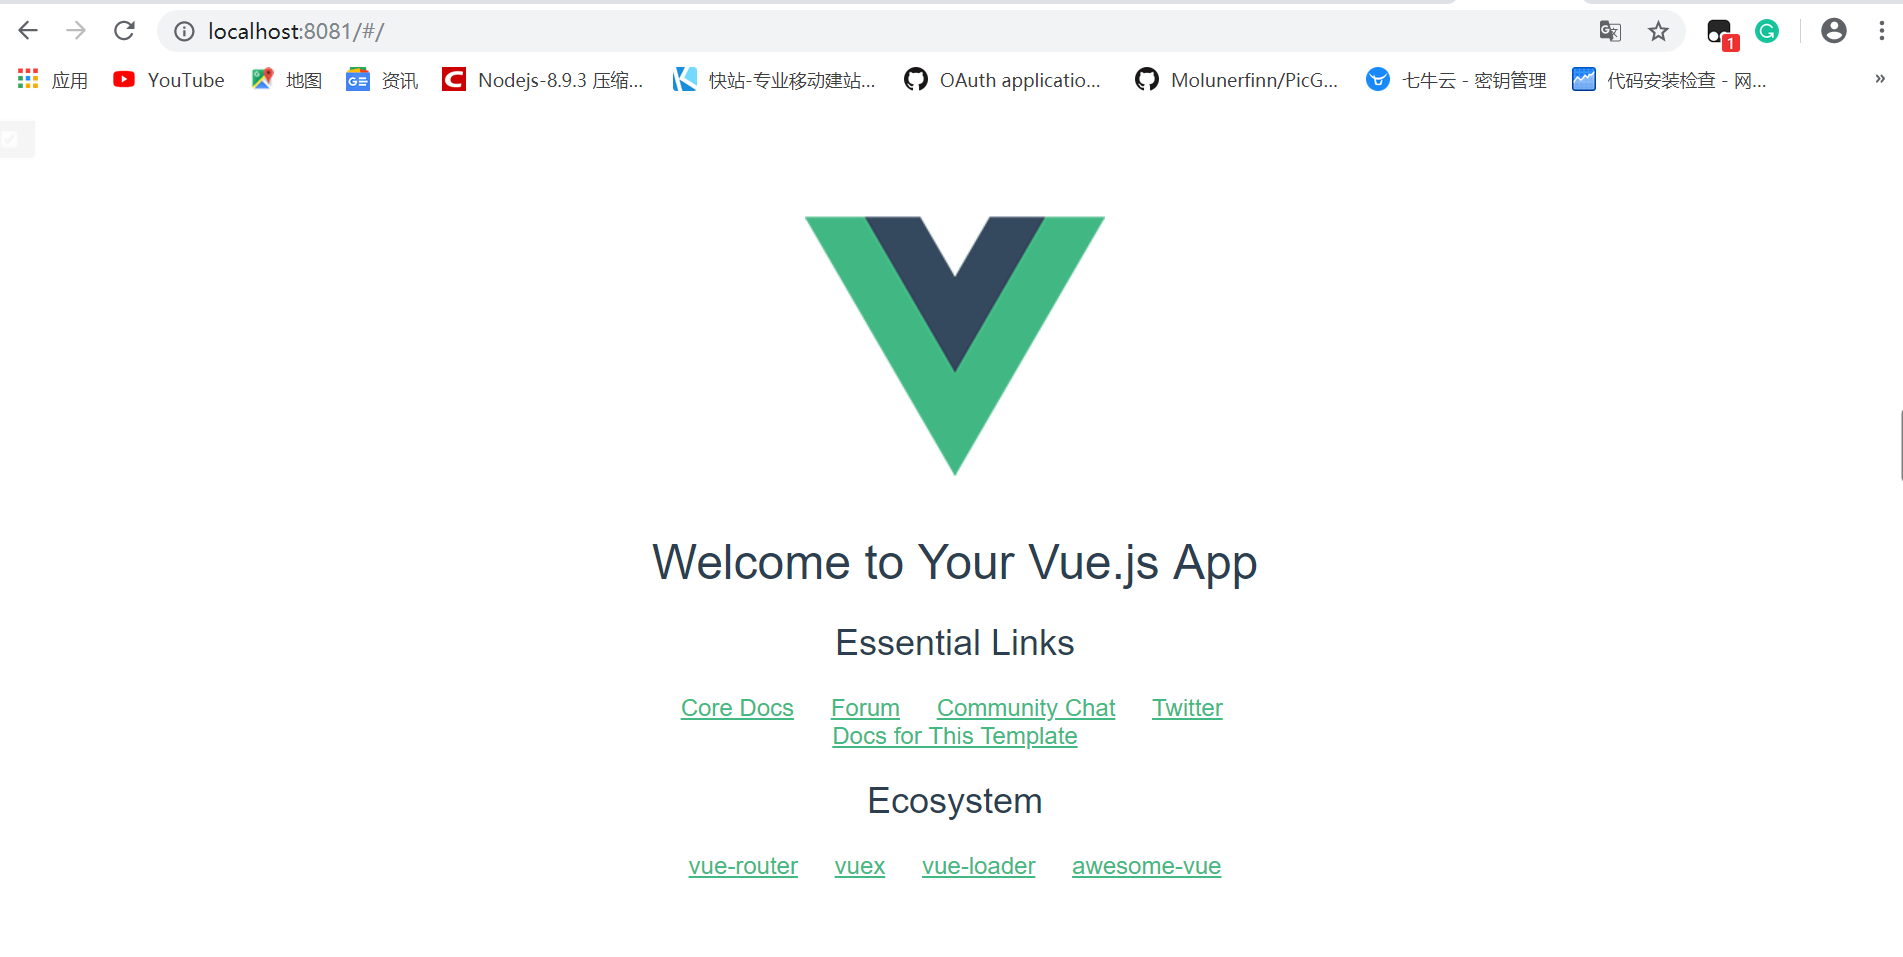 localhost:8081/#/
1
应用 YouTube 地图 资讯 Nodejs-8.9.3 压缩... 快站-专业移动建站... OAuth applicatio... Molunerfinn/PicG... 七牛云 - 密钥管理 代码安装检查 - 网... »
Welcome to Your Vue.js App
Essential Links
Core Docs Forum Community Chat Twitter
Docs for This Template
Ecosystem
vue-router vuex vue-loader awesome-vue